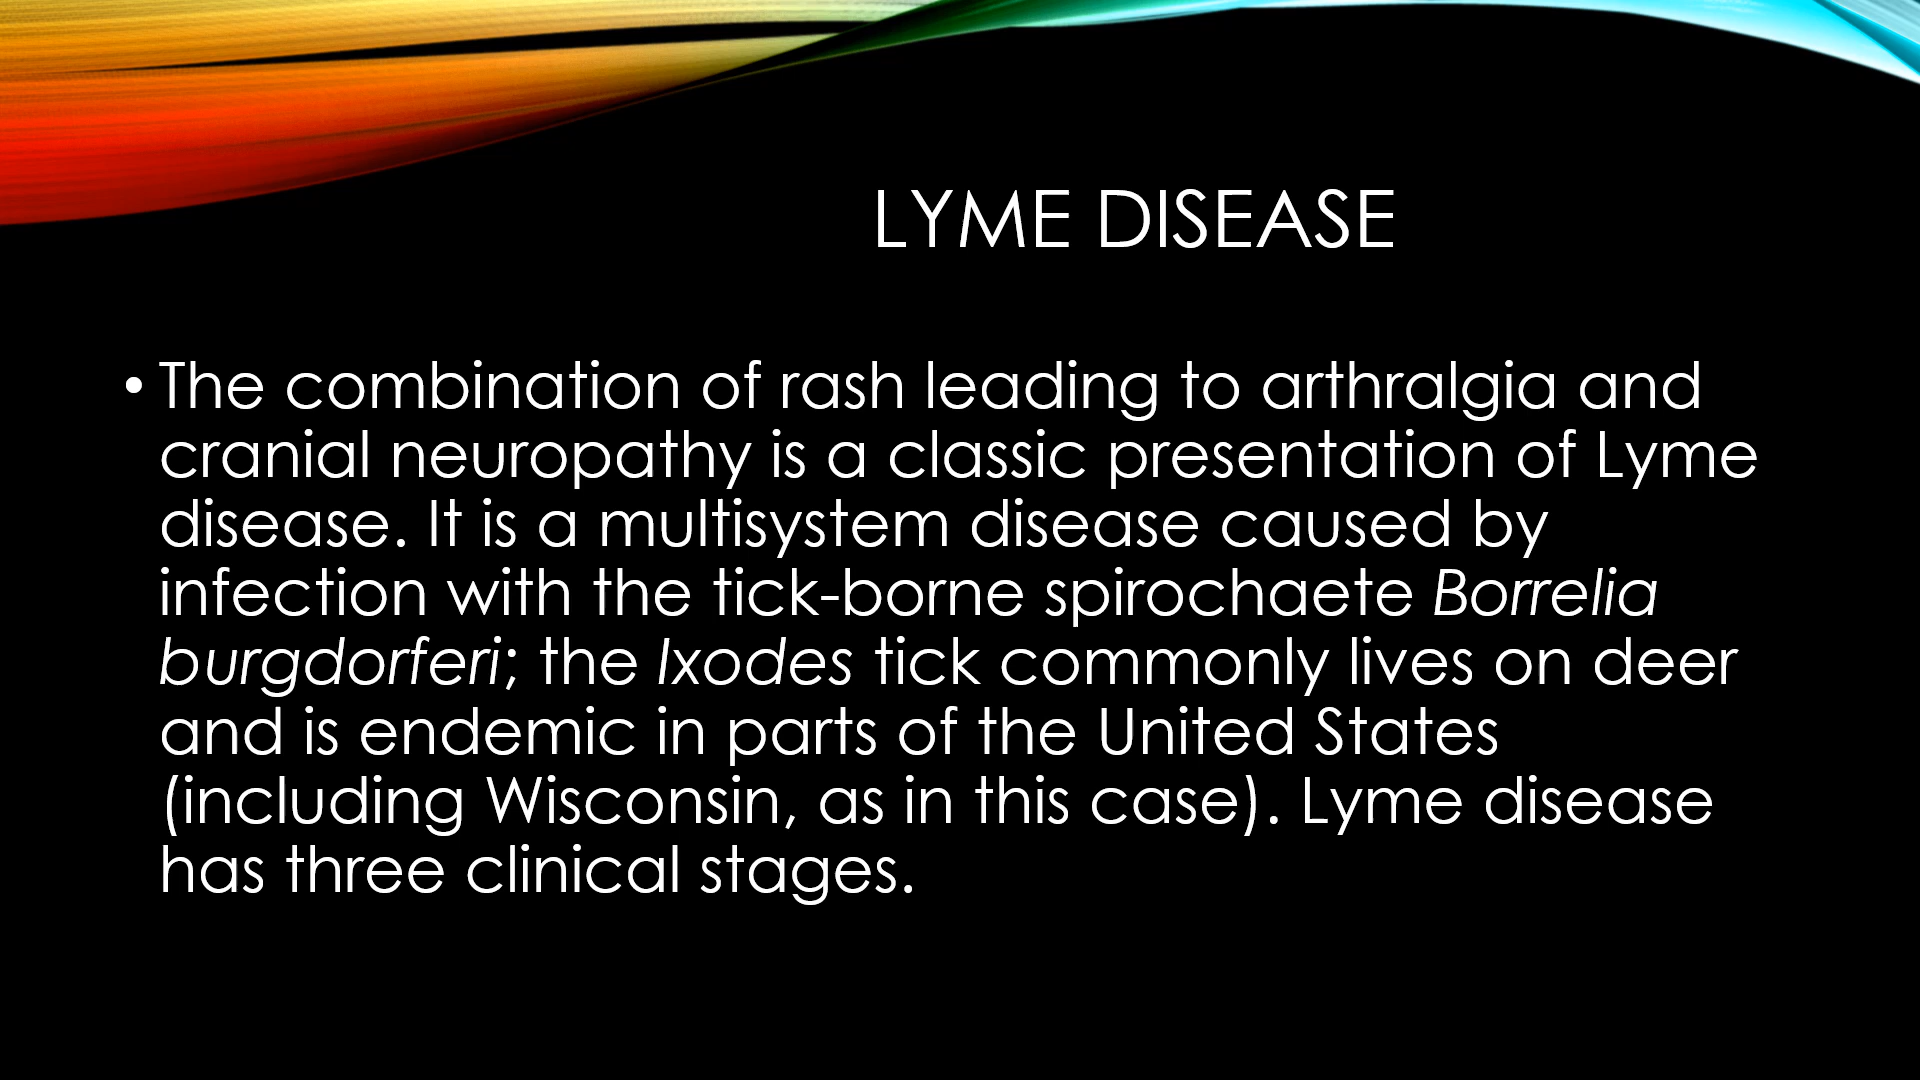 LYME DISEASE
• The combination of rash leading to arthralgia and
cranial neuropathy is a classic presentation of Lyme
disease. It is a multisystem disease caused by
infection with the tick-borne spirochaete Borrelia
burgdorferi; the Ixodes tick commonly lives on deer
and is endemic in parts of the United States
(including Wisconsin, as in this case). Lyme disease
has three clinical stages.